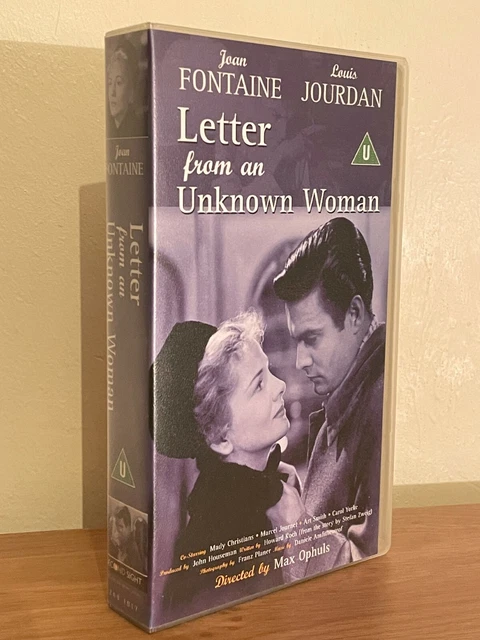 Joan
FONTAINE
Louis
JOURDAN
Letter
from an
Unknown Woman
U
Co-Starring Mady Christians • Marcel Journet • Art Smith • Carol Yorke
Produced by John Houseman Written by Howard Koch (from the story by Stefan Zweig)
Photography by Franz Planer Music by Daniele Amfitheatrof
Directed by Max Ophuls
Joan
FONTAINE
Letter
from an
Unknown Woman
U
SECOND SIGHT